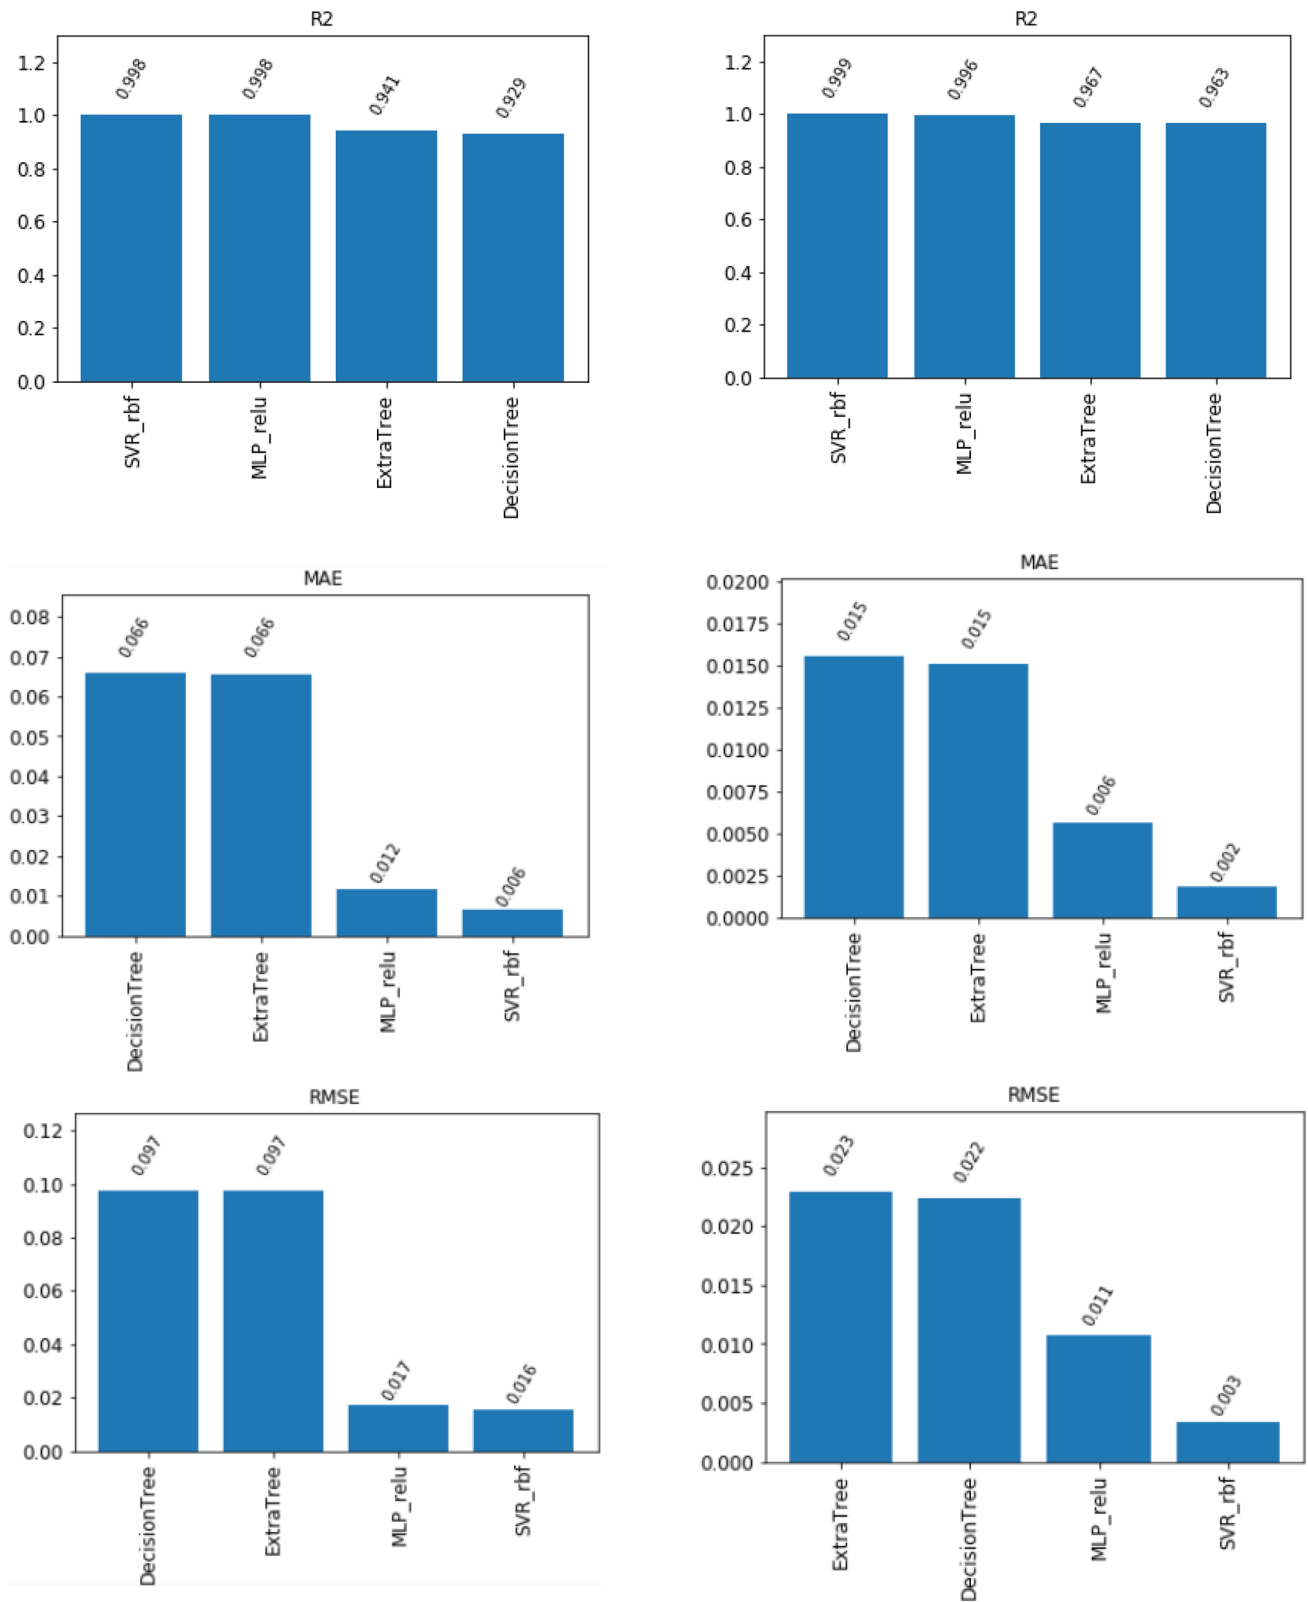 R2
1.2
1.0
0.8
0.6
0.4
0.2
0.0
0.998
0.998
0.941
0.929
SVR_rbf
MLP_relu
ExtraTree
DecisionTree
R2
1.2
1.0
0.8
0.6
0.4
0.2
0.0
0.999
0.996
0.967
0.963
SVR_rbf
MLP_relu
ExtraTree
DecisionTree
MAE
0.08
0.07
0.06
0.05
0.04
0.03
0.02
0.01
0.00
0.066
0.066
0.012
0.006
DecisionTree
ExtraTree
MLP_relu
SVR_rbf
MAE
0.0200
0.0175
0.0150
0.0125
0.0100
0.0075
0.0050
0.0025
0.0000
0.015
0.015
0.006
0.002
DecisionTree
ExtraTree
MLP_relu
SVR_rbf
RMSE
0.12
0.10
0.08
0.06
0.04
0.02
0.00
0.097
0.097
0.017
0.016
DecisionTree
ExtraTree
MLP_relu
SVR_rbf
RMSE
0.025
0.020
0.015
0.010
0.005
0.000
0.023
0.022
0.011
0.003
ExtraTree
DecisionTree
MLP_relu
SVR_rbf